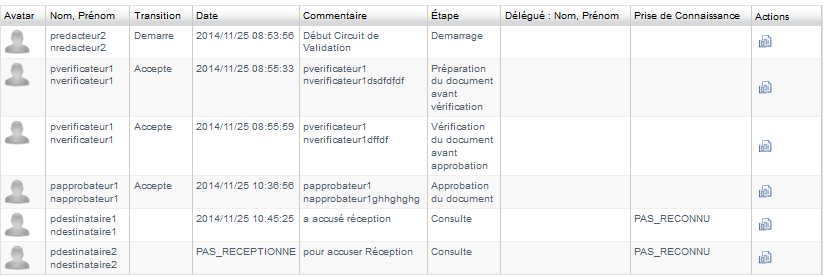 Avatar Nom, Prénom Transition Date Commentaire Étape Délégué : Nom, Prénom Prise de Connaissance Actions
predacteur2 Demarre 2014/11/25 08:53:56 Début Circuit de Demarrage
nredacteur2 Validation
pverificateur1 Accepte 2014/11/25 08:55:33 pverificateur1 Préparation
nverificateur1 nverificateur1dsdfdfdf du document
avant
vérification
pverificateur1 Accepte 2014/11/25 08:55:59 pverificateur1 Vérification
nverificateur1 nverificateur1dffdf du document
avant
approbation
papprobateur1 Accepte 2014/11/25 10:36:56 papprobateur1 Approbation
napprobateur1 napprobateur1ghhghghg du document
pdestinataire1 2014/11/25 10:45:25 a accusé réception Consulte PAS_RECONNU
ndestinataire1
pdestinataire2 PAS_RECEPTIONNE pour accuser Réception Consulte PAS_RECONNU
ndestinataire2